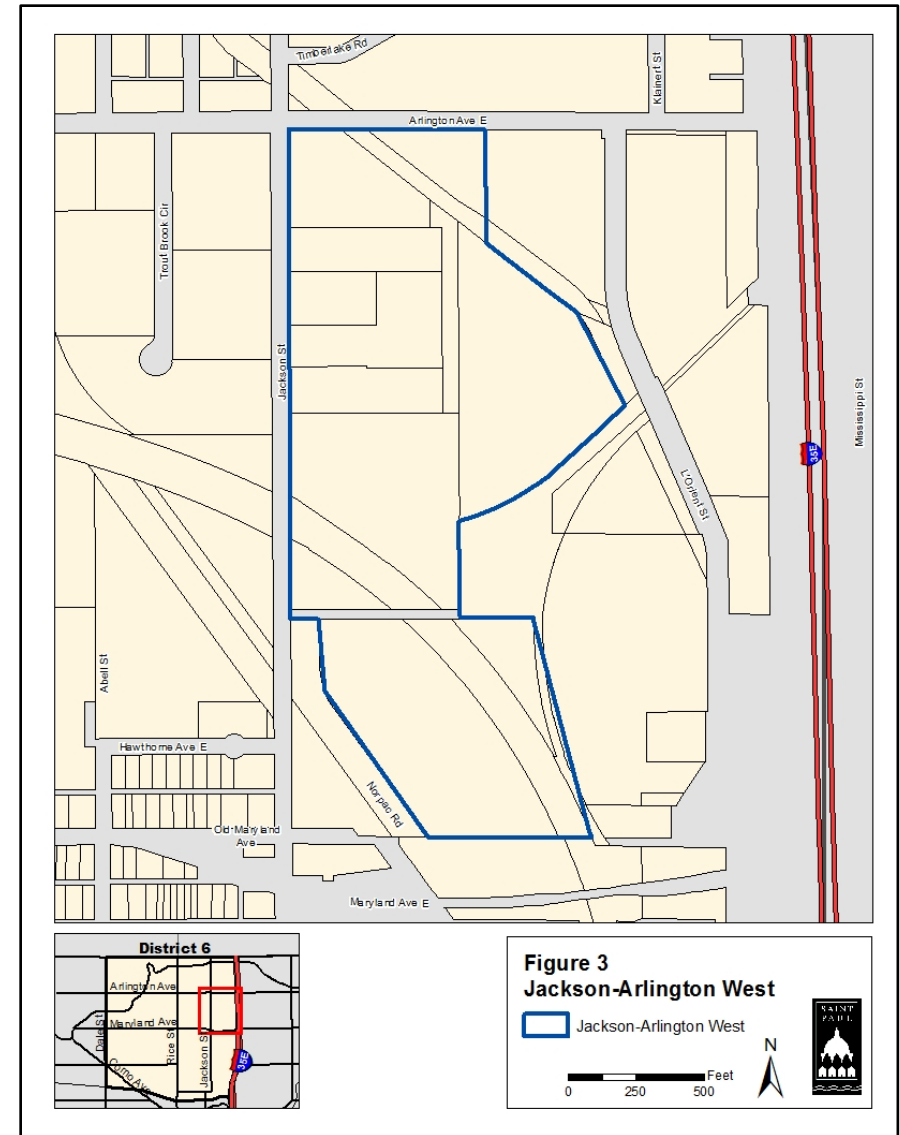 Timberlake Rd
Klainert St
Arlington Ave E
Trout Brook Cir
Jackson St
Mississippi St
35E
L'Orient St
Abell St
Hawthorne Ave E
Norpac Rd
Old Maryland
Ave
Maryland Ave E
District 6
Arlington Ave
Maryland Ave
Dale St
Rice St
Jackson St
Como Ave
35E
Figure 3
Jackson-Arlington West
Jackson-Arlington West
N
Feet
0 250 500
SAINT
PAUL